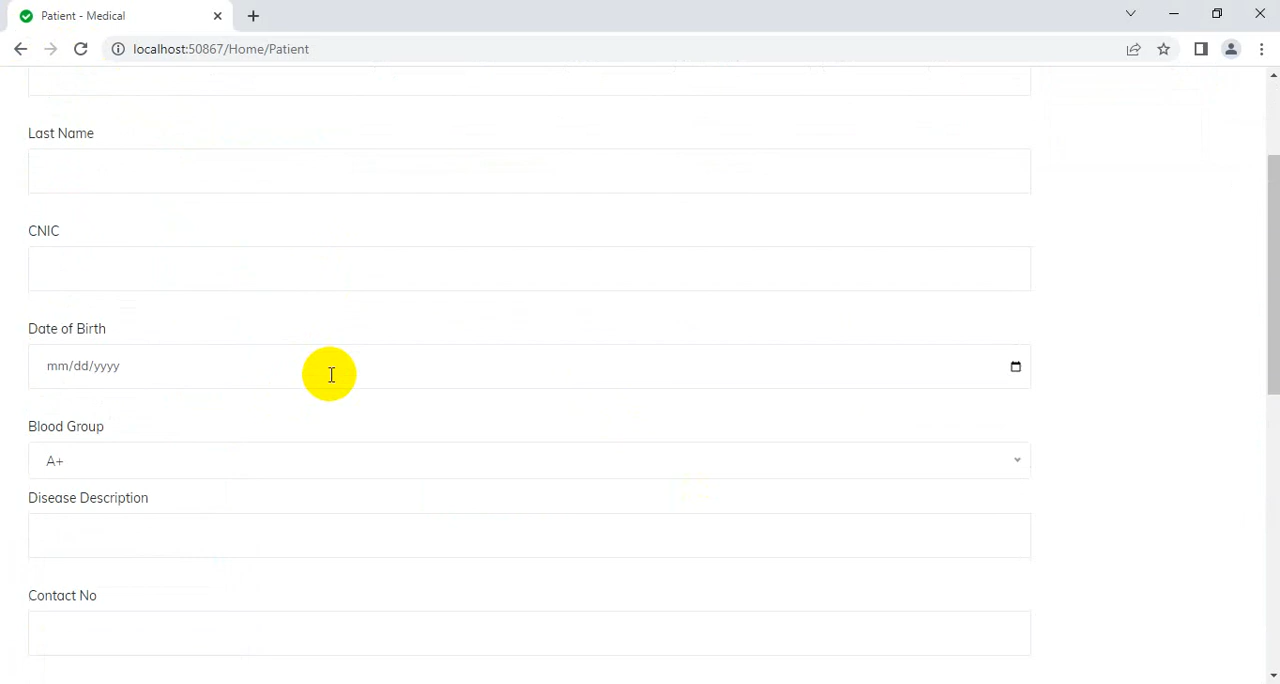 Patient - Medical
localhost:50867/Home/Patient
Last Name
CNIC
Date of Birth
mm/dd/yyyy
Blood Group
A+
Disease Description
Contact No